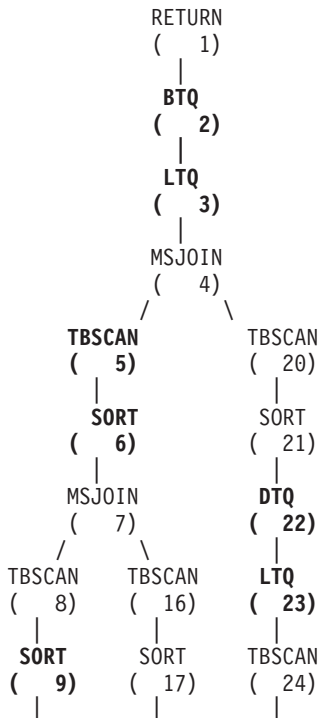 RETURN
( 1)
|
BTQ
( 2)
|
LTQ
( 3)
|
MSJOIN
( 4)
/ \
TBSCAN TBSCAN
( 5) ( 20)
| |
SORT SORT
( 6) ( 21)
| |
MSJOIN DTQ
( 7) ( 22)
/ \ |
TBSCAN TBSCAN LTQ
( 8) ( 16) ( 23)
| | |
SORT SORT TBSCAN
( 9) ( 17) ( 24)
| | |